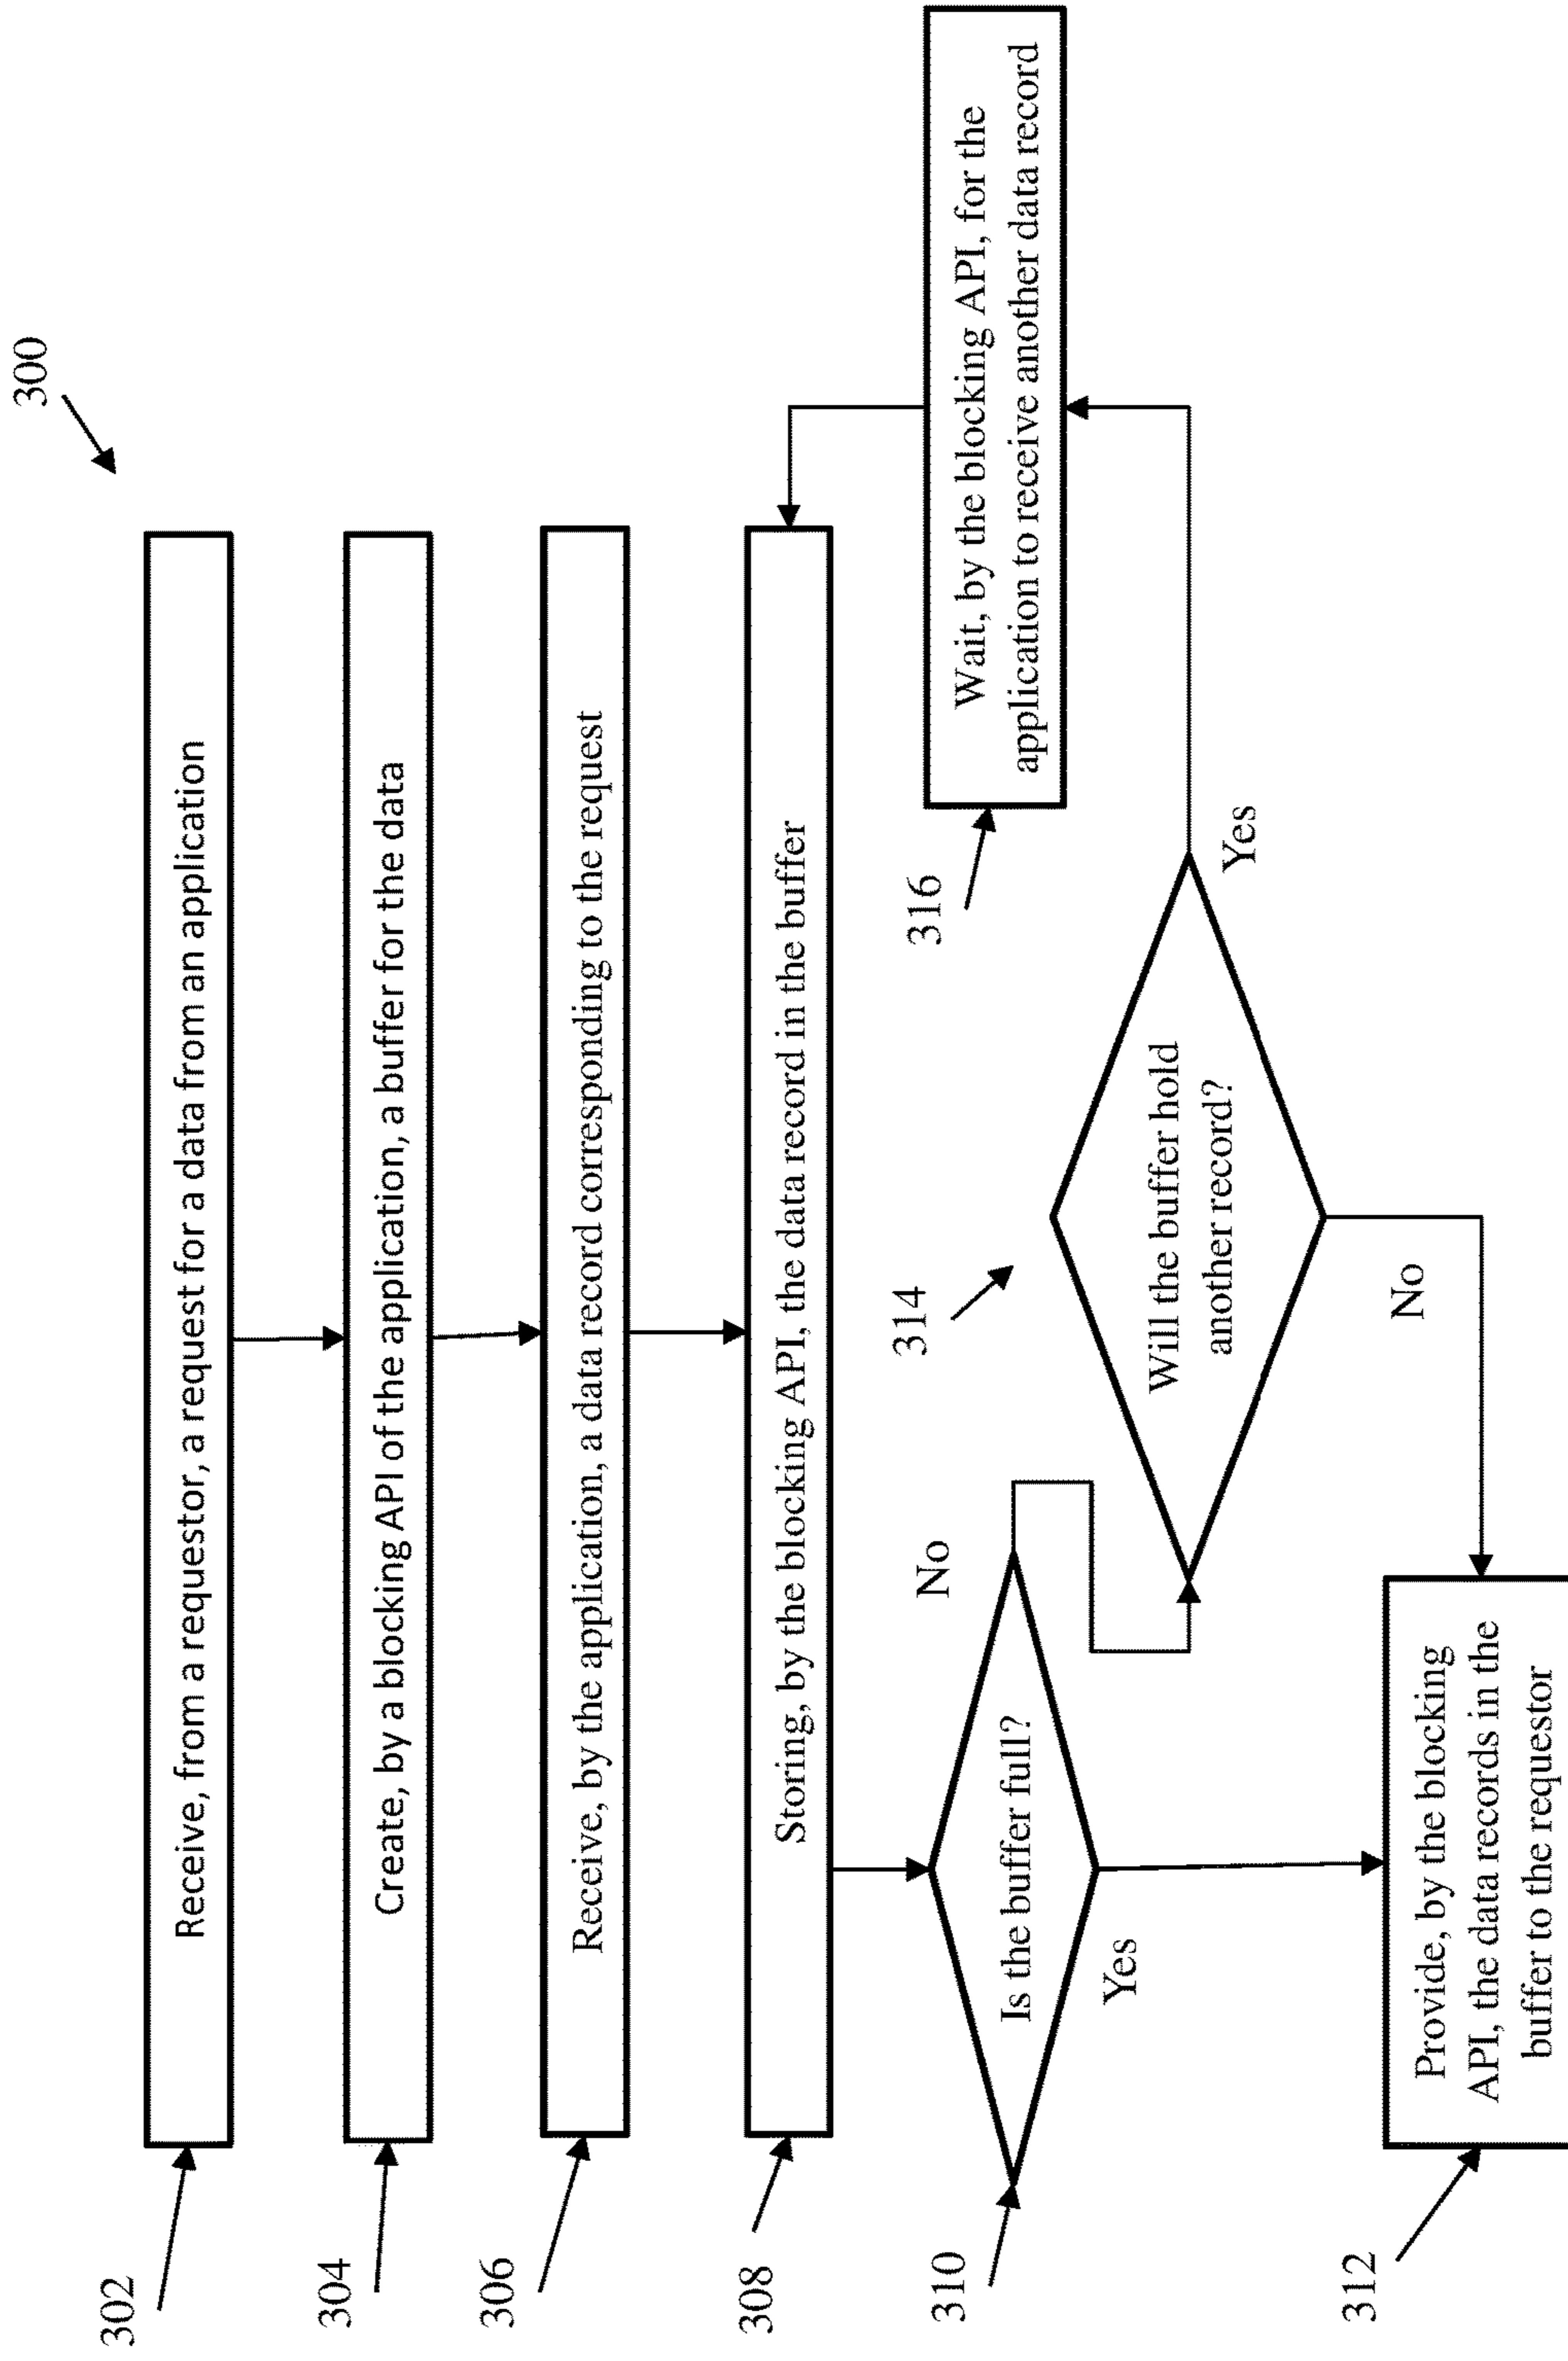 300
302
Receive, from a requestor, a request for a data from an application
304
Create, by a blocking API of the application, a buffer for the data
306
Receive, by the application, a data record corresponding to the request
308
Storing, by the blocking API, the data record in the buffer
310
Is the buffer full?
No
Yes
314
Will the buffer hold
another record?
Yes
No
316
Wait, by the blocking API, for the
application to receive another data record
312
Provide, by the blocking
API, the data records in the
buffer to the requestor